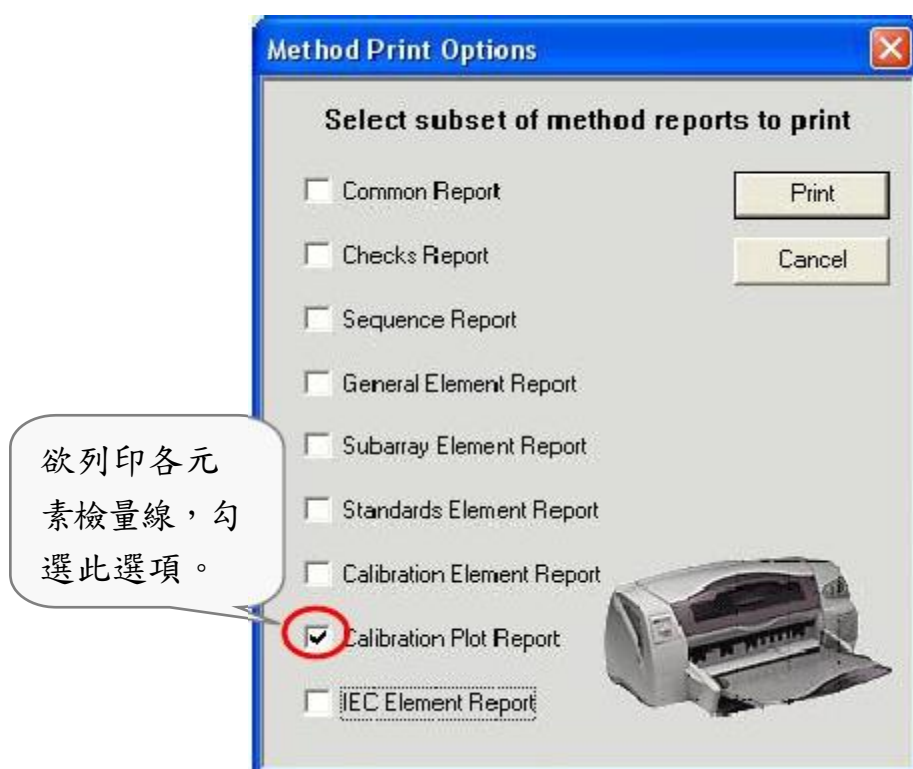 Method Print Options
Select subset of method reports to print
Common Report
Print
Checks Report
Cancel
Sequence Report
General Element Report
Subarray Element Report
Standards Element Report
Calibration Element Report
Calibration Plot Report
IEC Element Report
欲列印各元
素檢量線，勾
選此選項。